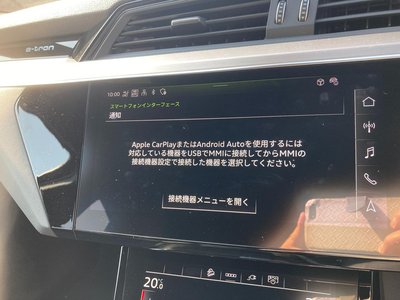 e-tron
10:00
スマートフォンインターフェース
通知
Apple CarPlayまたはAndroid Autoを使用するには
対応している機器をUSBでMMIに接続してからMMIの
接続機器設定で接続した機器を選択してください。
接続機器メニューを開く
20.0